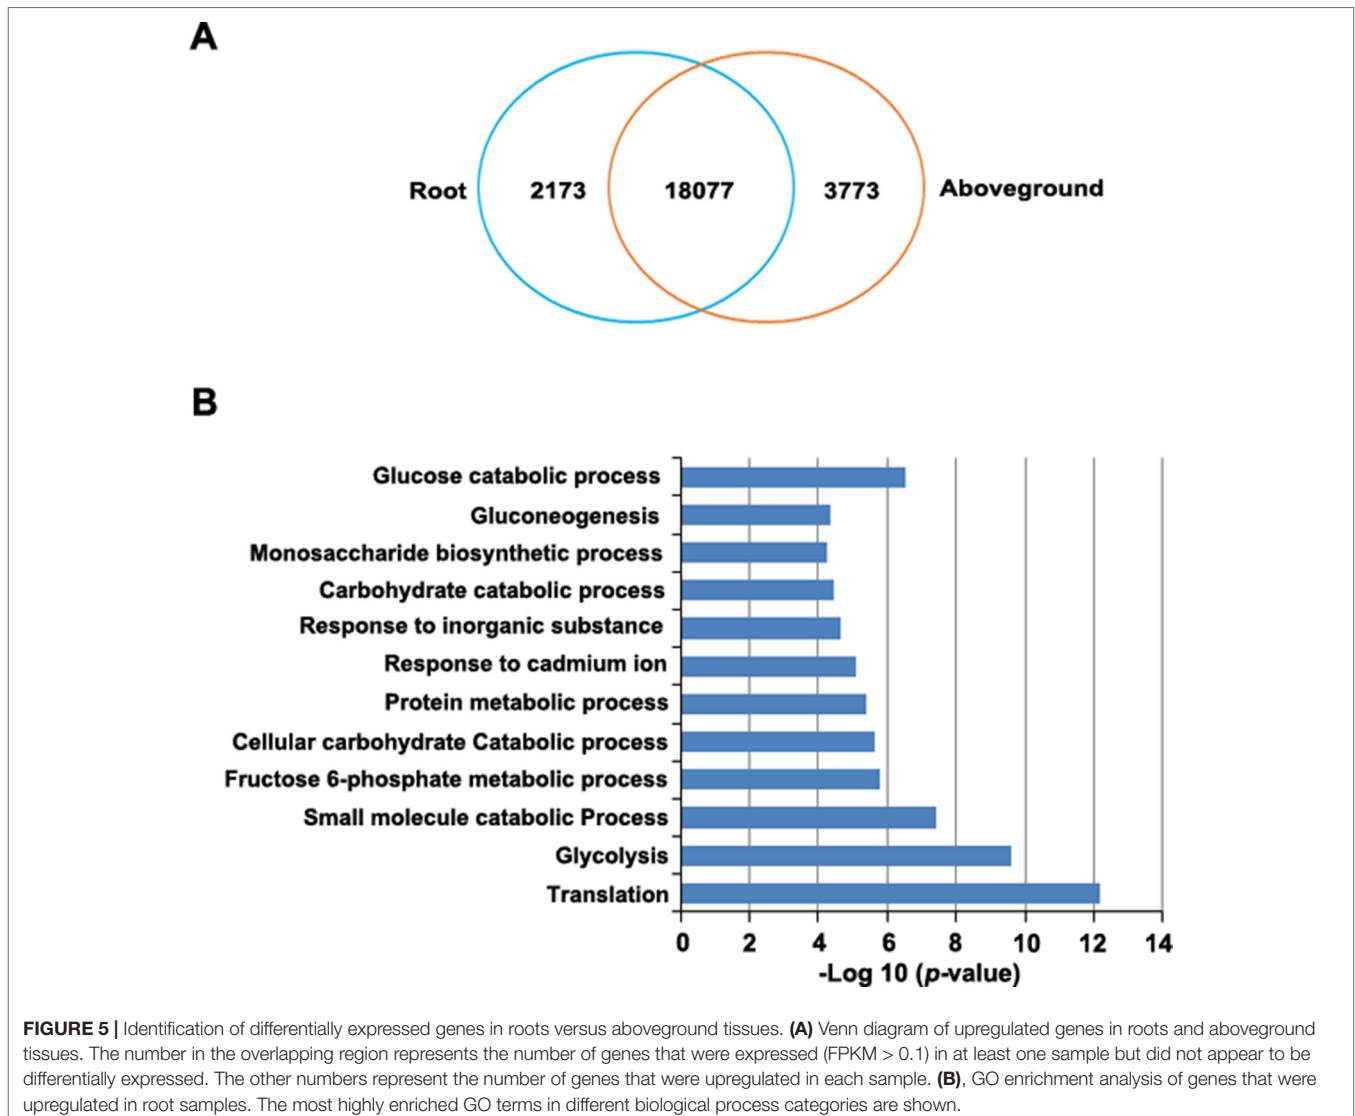 A
Root 2173 18077 3773 Aboveground
B
Glucose catabolic process
Gluconeogenesis
Monosaccharide biosynthetic process
Carbohydrate catabolic process
Response to inorganic substance
Response to cadmium ion
Protein metabolic process
Cellular carbohydrate Catabolic process
Fructose 6-phosphate metabolic process
Small molecule catabolic Process
Glycolysis
Translation
0 2 4 6 8 10 12 14
-Log 10 (p-value)
FIGURE 5 | Identification of differentially expressed genes in roots versus aboveground tissues. (A) Venn diagram of upregulated genes in roots and aboveground
tissues. The number in the overlapping region represents the number of genes that were expressed (FPKM > 0.1) in at least one sample but did not appear to be
differentially expressed. The other numbers represent the number of genes that were upregulated in each sample. (B), GO enrichment analysis of genes that were
upregulated in root samples. The most highly enriched GO terms in different biological process categories are shown.